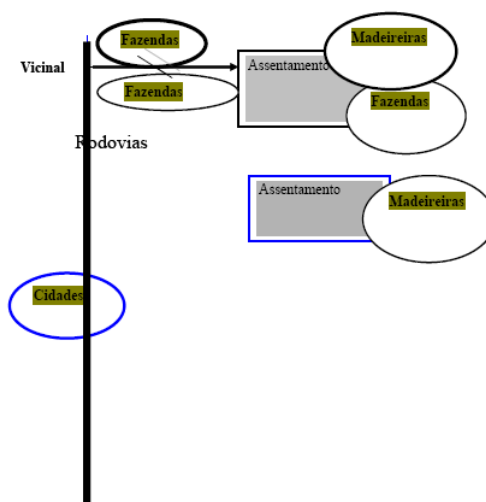 Fazendas
Madeireiras
Vicinal
Assentamento
Fazendas
Fazendas
Rodovias
Assentamento
Madeireiras
Cidades